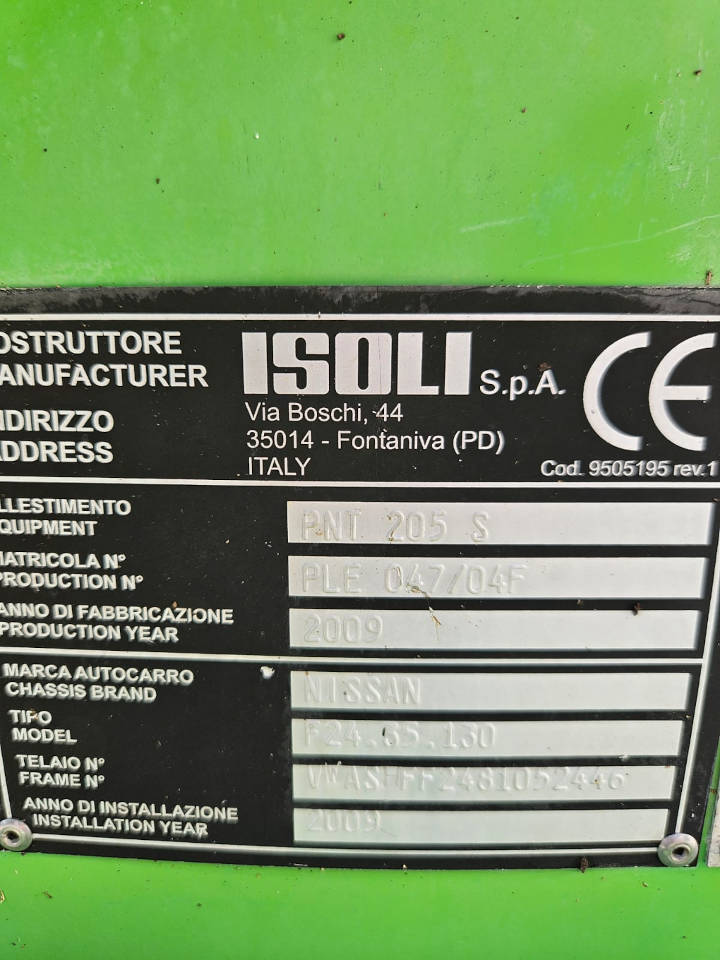 OSTRUTTORE
ANUFACTURER
ISOLI S.p.A.
CE
NDIRIZZO
ADDRESS
Via Boschi, 44
35014 - Fontaniva (PD)
ITALY
Cod. 9505195 rev.1
LLESTIMENTO
QUIPMENT
PNT 205 S
MATRICOLA N°
PRODUCTION N°
PLE 047/04F
ANNO DI FABBRICAZIONE
PRODUCTION YEAR
2009
MARCA AUTOCARRO
CHASSIS BRAND
NISSAN
TIPO
MODEL
F24.35.130
TELAIO N°
FRAME N°
VWASHFF2481052446
ANNO DI INSTALLAZIONE
INSTALLATION YEAR
2009